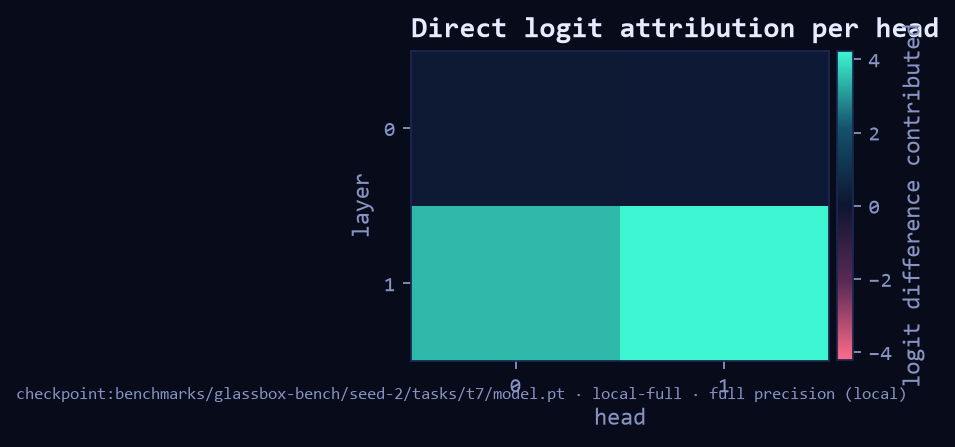 Direct logit attribution per head
4
2
0
−2
−4
logit difference contributed
layer
0
1
0
1
checkpoint:benchmarks/glassbox-bench/seed-2/tasks/t7/model.pt · local-full · full precision (local)
head